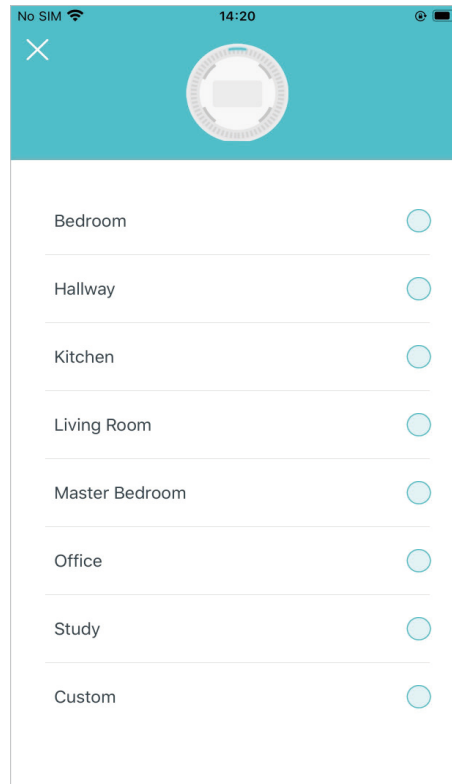 No SIM 14:20
Bedroom
Hallway
Kitchen
Living Room
Master Bedroom
Office
Study
Custom